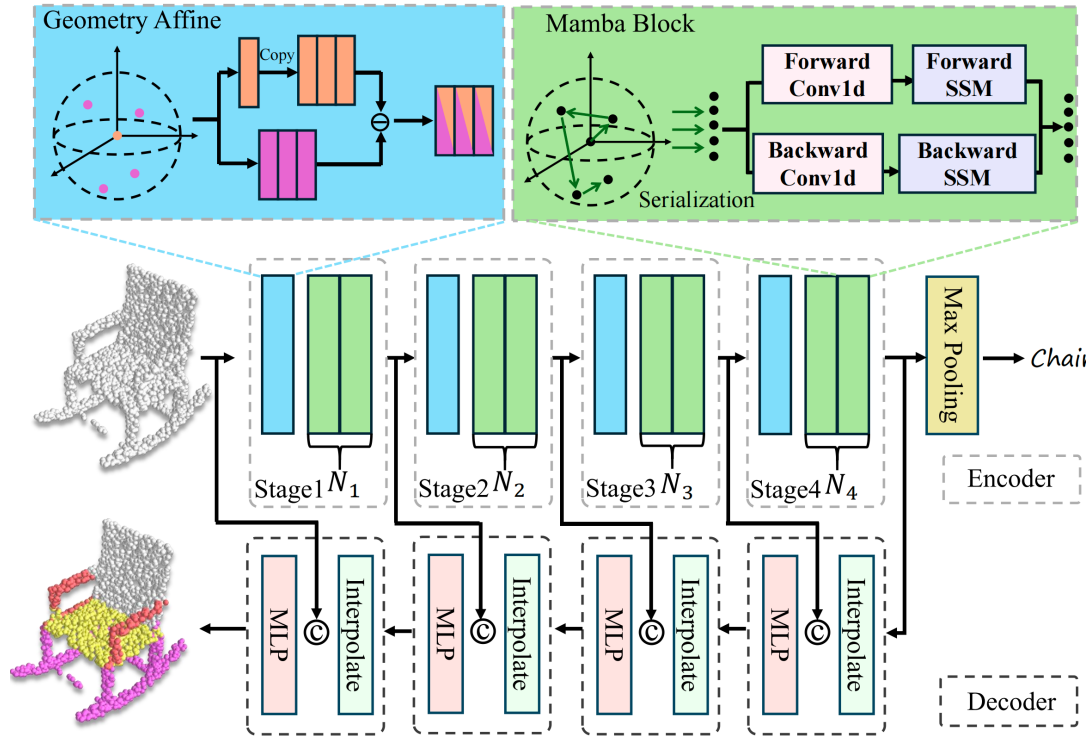 Geometry Affine
Copy
Mamba Block
Forward
Conv1d
Forward
SSM
Backward
Conv1d
Backward
SSM
Serialization
Max Pooling
Chair
Stage1 N1
Stage2 N2
Stage3 N3
Stage4 N4
Encoder
MLP
C
Interpolate
MLP
C
Interpolate
MLP
C
Interpolate
MLP
C
Interpolate
Decoder